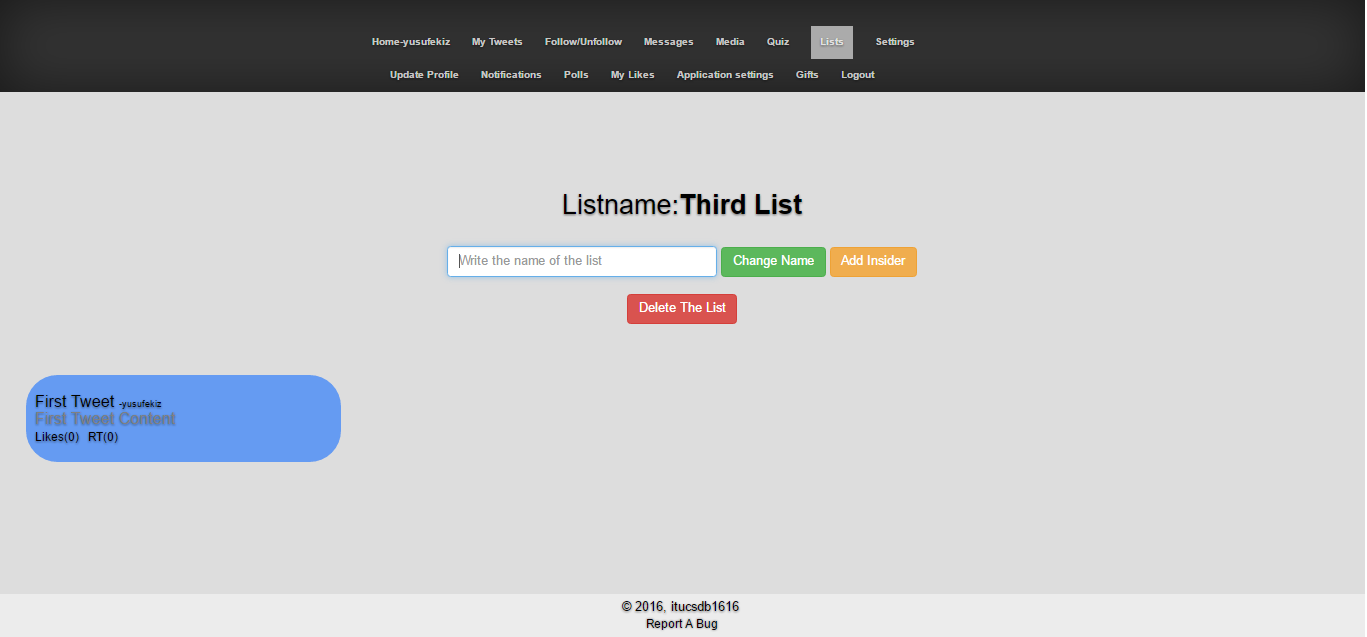 Home-yusufekiz My Tweets Follow/Unfollow Messages Media Quiz Lists Settings
Update Profile Notifications Polls My Likes Application settings Gifts Logout
Listname:Third List
Write the name of the list Change Name Add Insider
Delete The List
First Tweet -yusufekiz
First Tweet Content
Likes(0) RT(0)
© 2016, itucsdb1616
Report A Bug